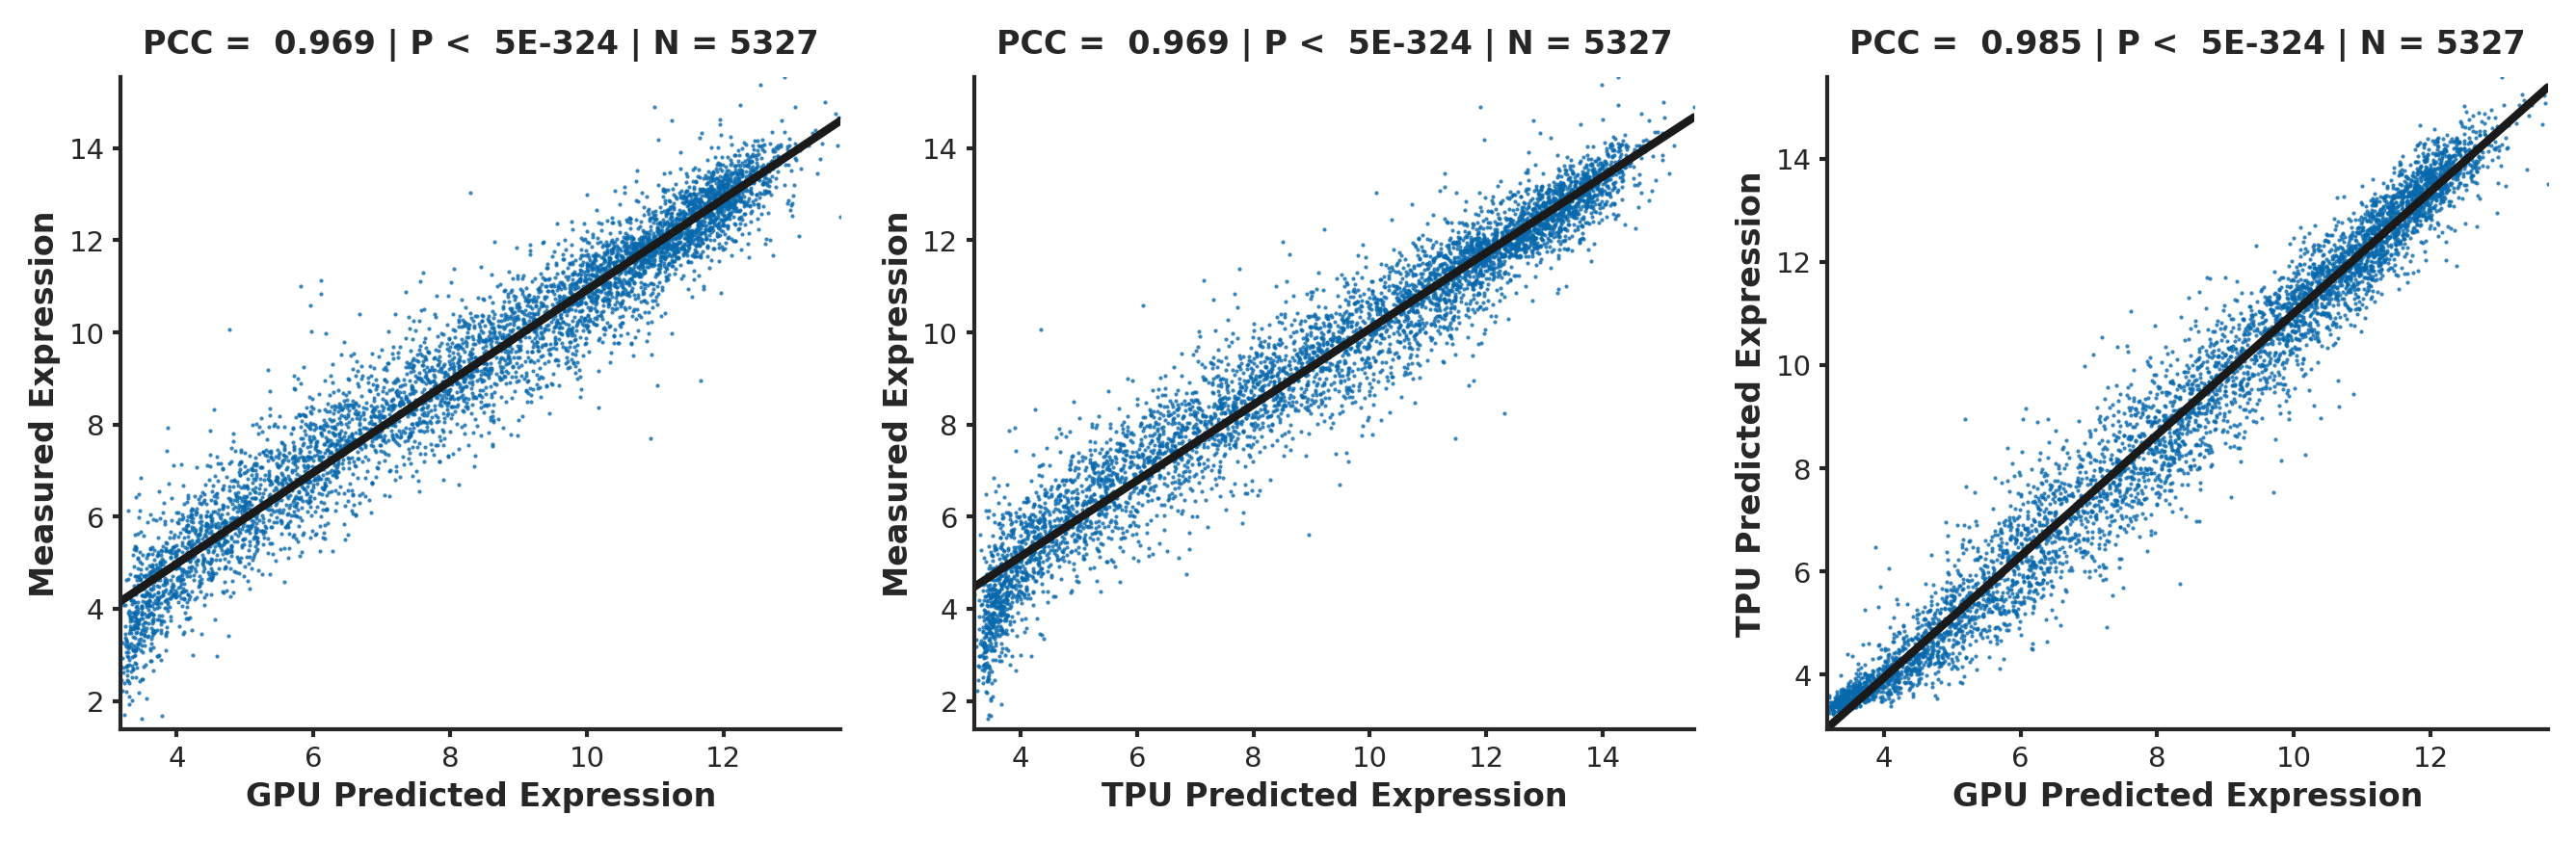 PCC =  0.969 | P <  5E-324 | N = 5327
Measured Expression
14
12
10
8
6
4
2
4 6 8 10 12
GPU Predicted Expression
PCC =  0.969 | P <  5E-324 | N = 5327
Measured Expression
14
12
10
8
6
4
2
4 6 8 10 12 14
TPU Predicted Expression
PCC =  0.985 | P <  5E-324 | N = 5327
TPU Predicted Expression
14
12
10
8
6
4
4 6 8 10 12
GPU Predicted Expression